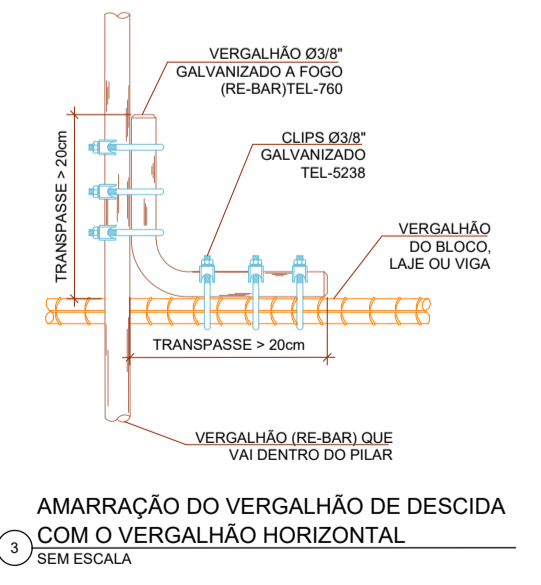 VERGALHÃO Ø3/8"
GALVANIZADO A FOGO
(RE-BAR)TEL-760
CLIPS Ø3/8"
GALVANIZADO
TEL-5238
TRANSPASSE > 20cm
VERGALHÃO
DO BLOCO,
LAJE OU VIGA
TRANSPASSE > 20cm
VERGALHÃO (RE-BAR) QUE
VAI DENTRO DO PILAR
AMARRAÇÃO DO VERGALHÃO DE DESCIDA
COM O VERGALHÃO HORIZONTAL
3
SEM ESCALA